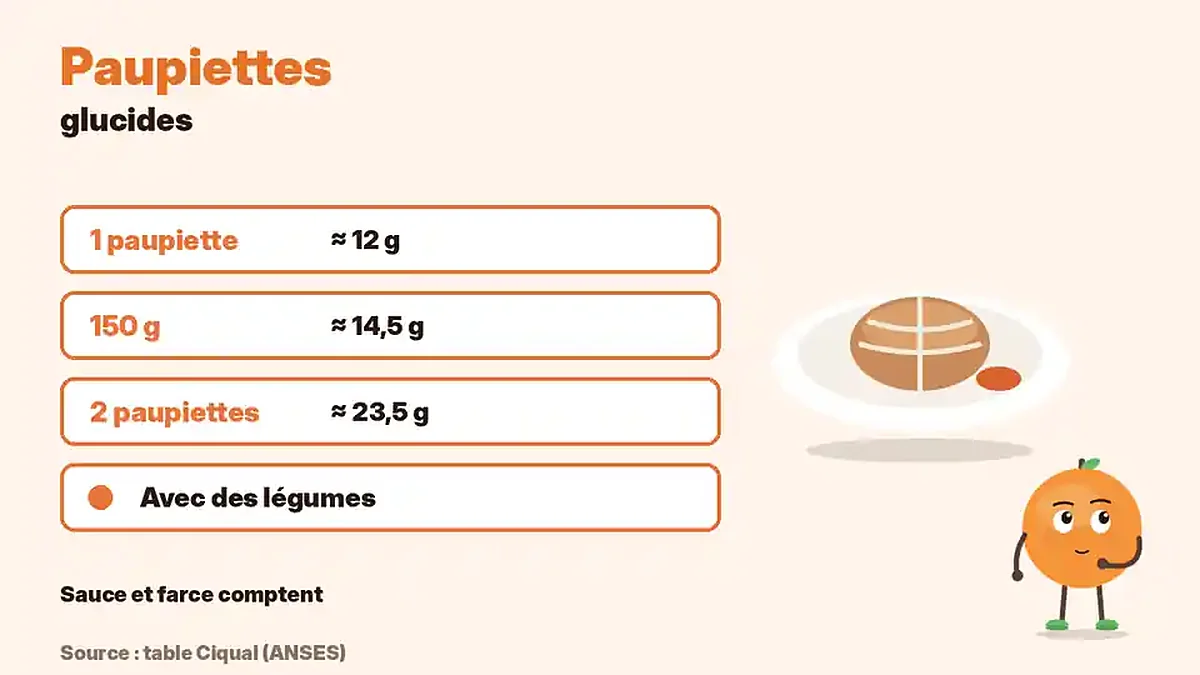 Paupiettes
glucides
1 paupiette ≈ 12 g
150 g ≈ 14,5 g
2 paupiettes ≈ 23,5 g
Avec des légumes
Sauce et farce comptent
Source : table Ciqual (ANSES)